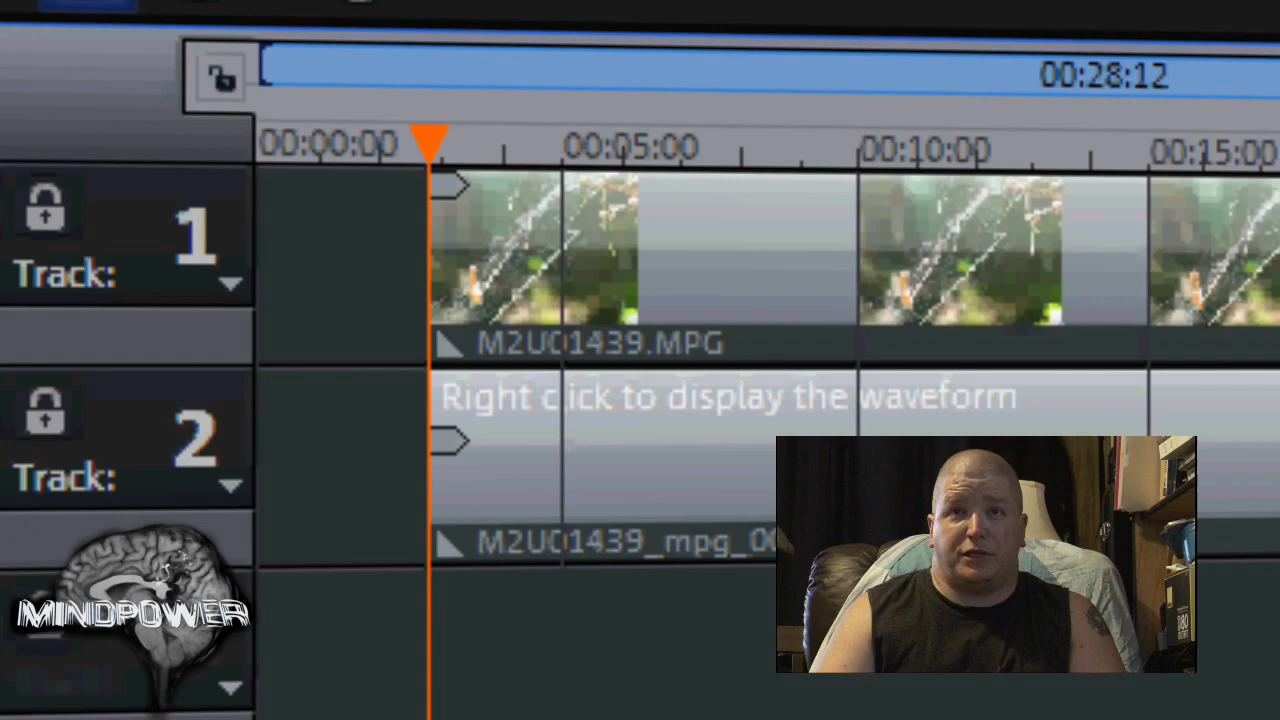 00:28:12
00:00:00 00:05:00 00:10:00 00:15:00
1
Track:
M2U01439.MPG
Right click to display the waveform
2
Track:
M2U01439_mpg_00
MINDPOWER